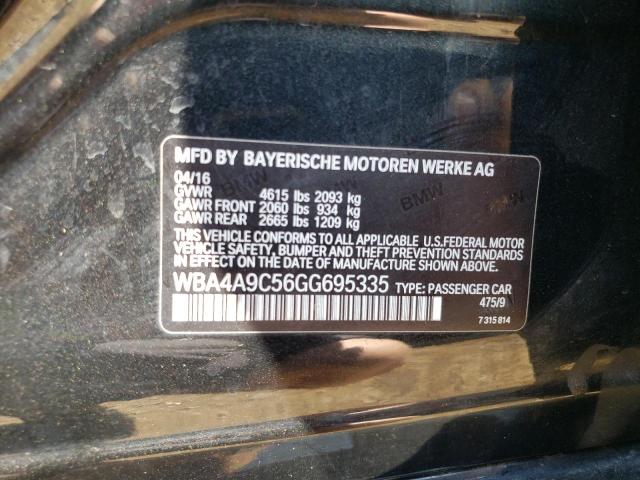 MFD BY BAYERISCHE MOTOREN WERKE AG
04/16
GVWR 4615 lbs 2093 kg
GAWR FRONT 2060 lbs 934 kg
GAWR REAR 2665 lbs 1209 kg
THIS VEHICLE CONFORMS TO ALL APPLICABLE U.S.FEDERAL MOTOR
VEHICLE SAFETY, BUMPER AND THEFT PREVENTION STANDARDS
IN EFFECT ON THE DATE OF MANUFACTURE SHOWN ABOVE.
WBA4A9C56GG695335 TYPE: PASSENGER CAR
475/9
7 315 814
BMW
BMW